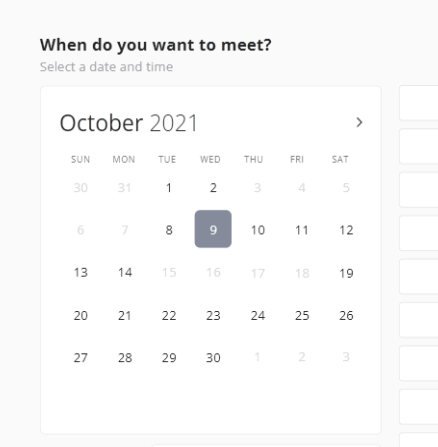 When do you want to meet?
Select a date and time
October 2021 >
SUN MON TUE WED THU FRI SAT
30 31 1 2 3 4 5
6 7 8 9 10 11 12
13 14 15 16 17 18 19
20 21 22 23 24 25 26
27 28 29 30 1 2 3